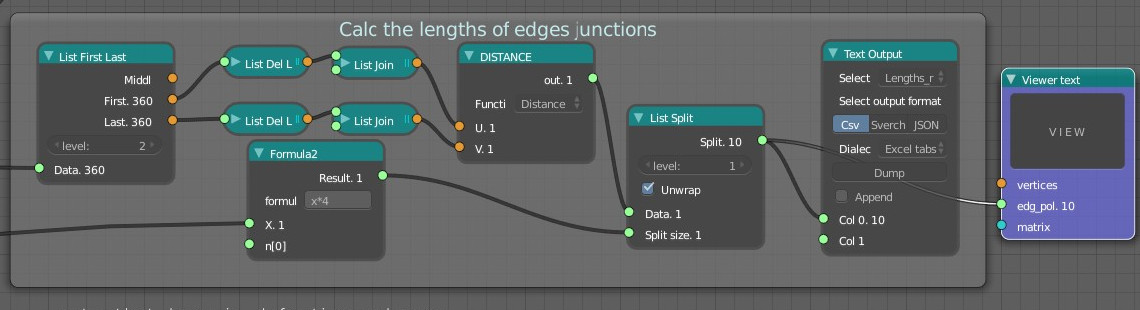 Calc the lengths of edges junctions
List First Last
Middl
First. 360
Last. 360
level: 2
Data. 360
List Del L
List Join
List Del L
List Join
Formula2
Result. 1
formul x*4
X. 1
n[0]
DISTANCE
out. 1
Functi Distance
U. 1
V. 1
List Split
Split. 10
level: 1
Unwrap
Data. 1
Split size. 1
Text Output
Select Lengths_r
Select output format
Csv Sverch JSON
Dialec Excel tabs
Dump
Append
Col 0. 10
Col 1
Viewer text
VIEW
vertices
edg_pol. 10
matrix